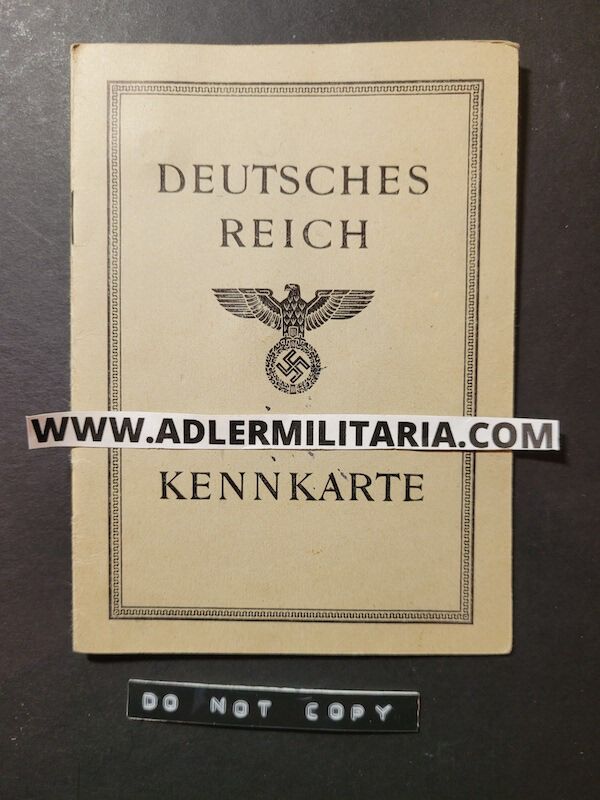 DEUTSCHES
REICH
WWW.ADLERMILITARIA.COM
KENNKARTE
DO NOT COPY